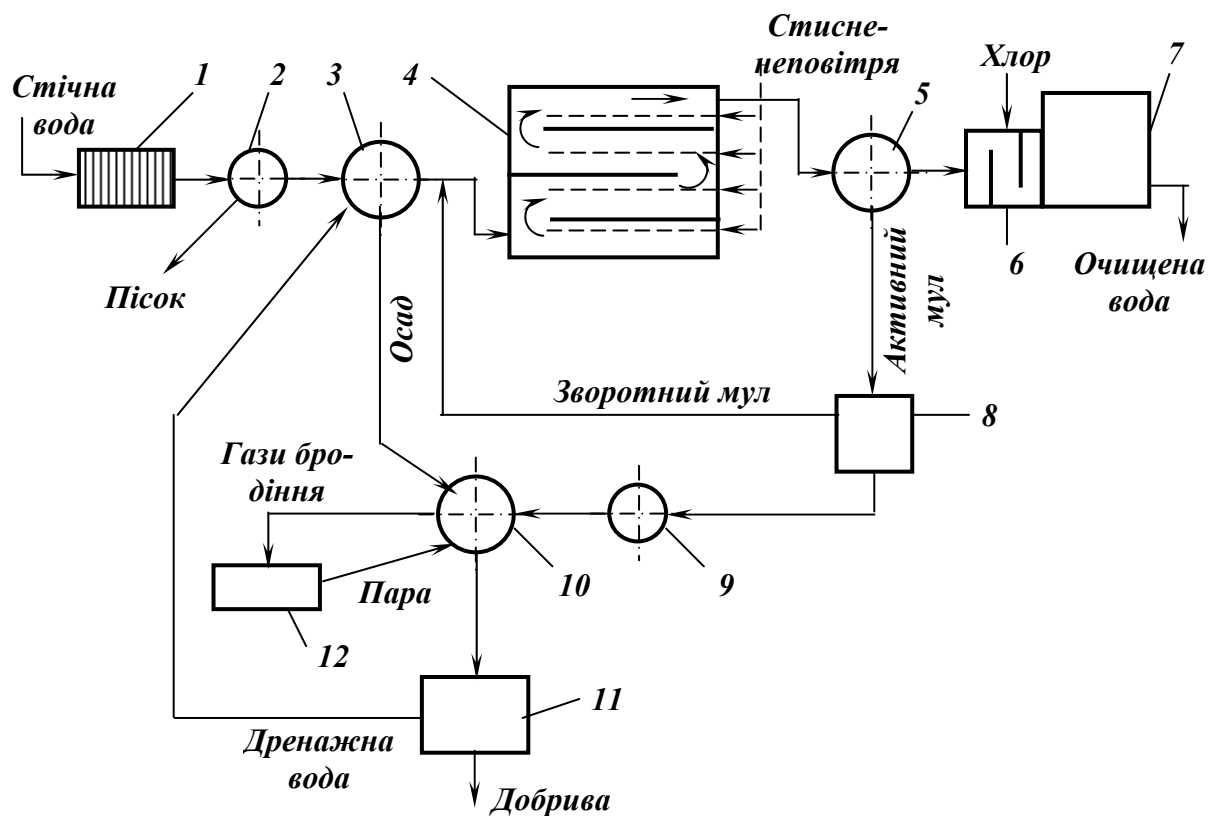 Стисне-
неповітря
Стічна
вода
1
2
3
4
5
Хлор
7
6
Очищена
вода
Пісок
Осад
Активний
мул
Зворотний мул
8
Гази бро-
діння
Пара
10
9
12
11
Дренажна
вода
Добрива